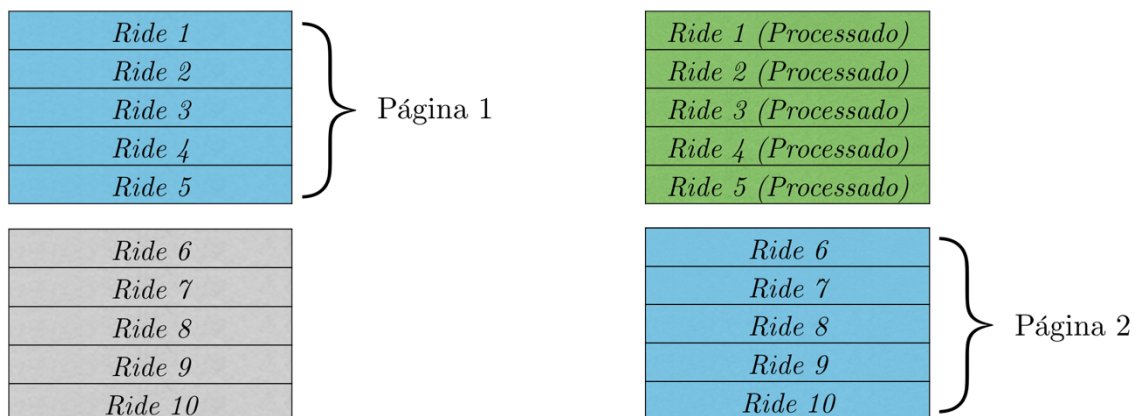 Ride 1
Ride 2
Ride 3
Ride 4
Ride 5
Página 1
Ride 6
Ride 7
Ride 8
Ride 9
Ride 10
Ride 1 (Processado)
Ride 2 (Processado)
Ride 3 (Processado)
Ride 4 (Processado)
Ride 5 (Processado)
Ride 6
Ride 7
Ride 8
Ride 9
Ride 10
Página 2